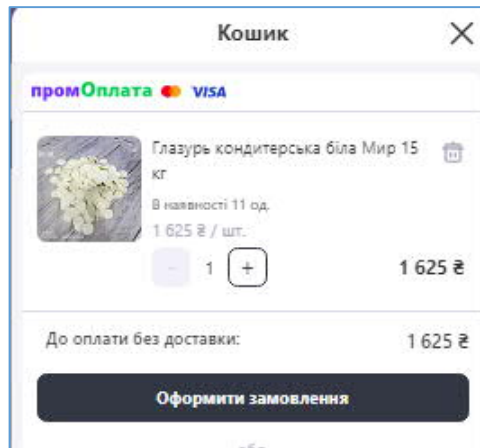 Кошик
промОплата VISA
Глазурь кондитерська біла Мир 15
кг
В наявності 11 од.
1 625 ₴ / шт.
- 1 +
1 625 ₴
До оплати без доставки:
1 625 ₴
Оформити замовлення
або